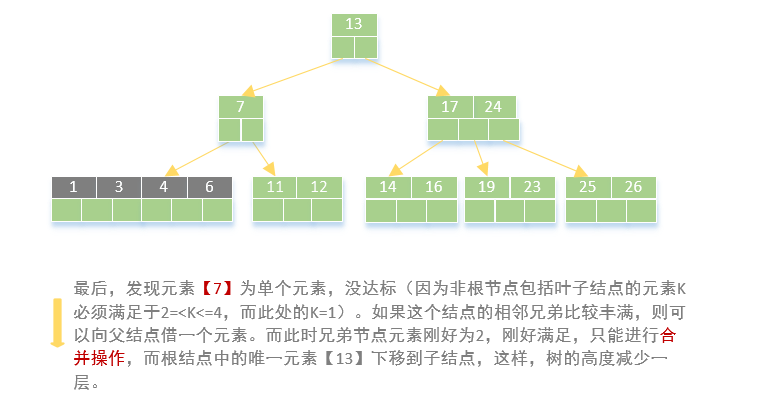 13
7
17 24
1 3 4 6 11 12 14 16 19 23 25 26
最后，发现元素【7】为单个元素，没达标（因为非根节点包括叶子结点的元素K
必须满足于2=<K<=4，而此处的K=1）。如果这个结点的相邻兄弟比较丰满，则可
以向父结点借一个元素。而此时兄弟节点元素刚好为2，刚好满足，只能进行合
并操作，而根结点中的唯一元素【13】下移到子结点，这样，树的高度减少一
层。